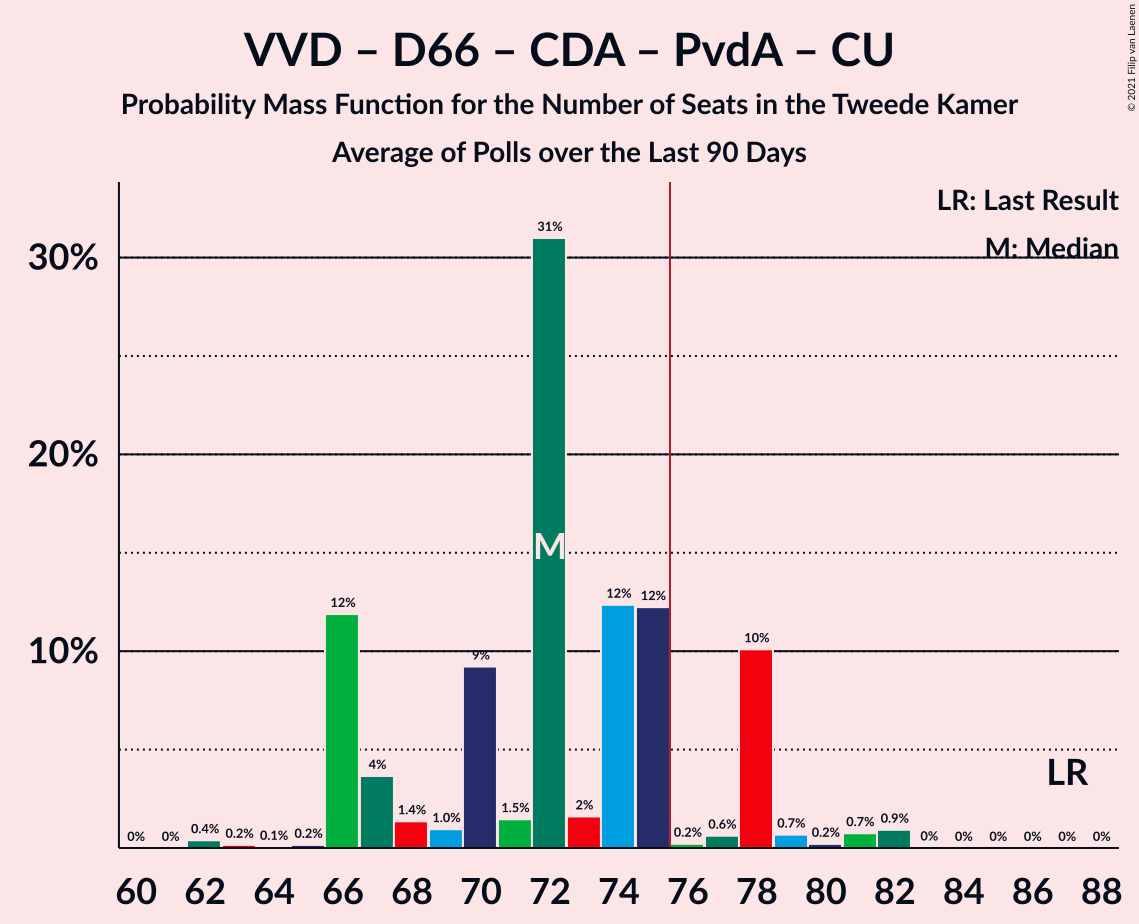 VVD – D66 – CDA – PvdA – CU
Probability Mass Function for the Number of Seats in the Tweede Kamer
Average of Polls over the Last 90 Days
© 2021 Filip van Laenen
LR: Last Result
M: Median
30%
20%
10%
0% 0% 0.4% 0.2% 0.1% 0.2% 12% 4% 1.4% 1.0% 9% 1.5% 31% 2% 12% 12% 0.2% 0.6% 10% 0.7% 0.2% 0.7% 0.9% 0% 0% 0% 0% 0% 0%
M
LR
60 62 64 66 68 70 72 74 76 78 80 82 84 86 88